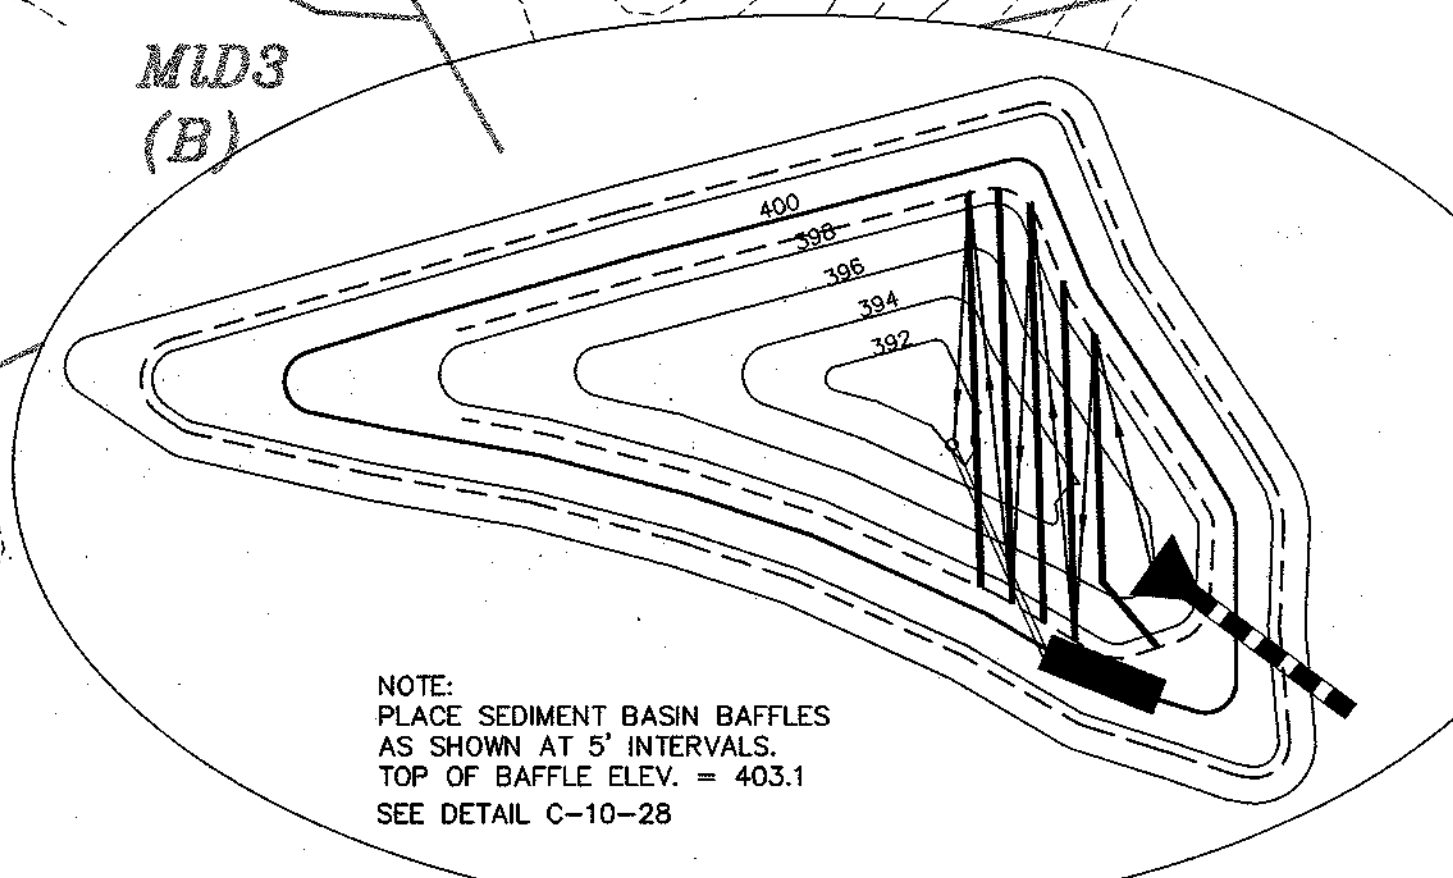 MlD3
(B)
400
398
396
394
392
NOTE:
PLACE SEDIMENT BASIN BAFFLES
AS SHOWN AT 5' INTERVALS.
TOP OF BAFFLE ELEV. = 403.1
SEE DETAIL C-10-28